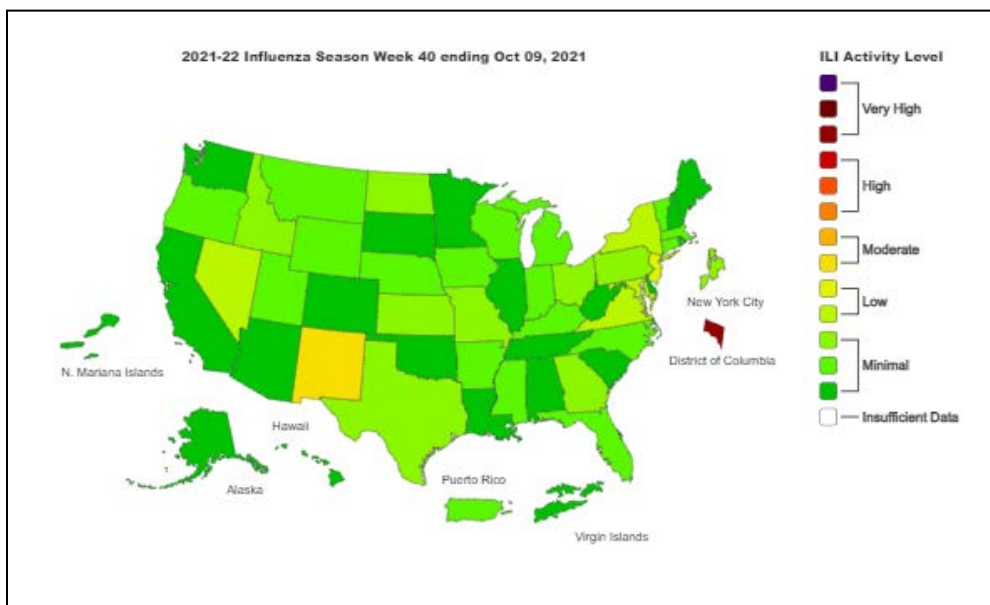 2021-22 Influenza Season Week 40 ending Oct 09, 2021
ILI Activity Level
Very High
High
Moderate
Low
Minimal
Insufficient Data
New York City
District of Columbia
N. Mariana Islands
Hawaii
Alaska
Puerto Rico
Virgin Islands